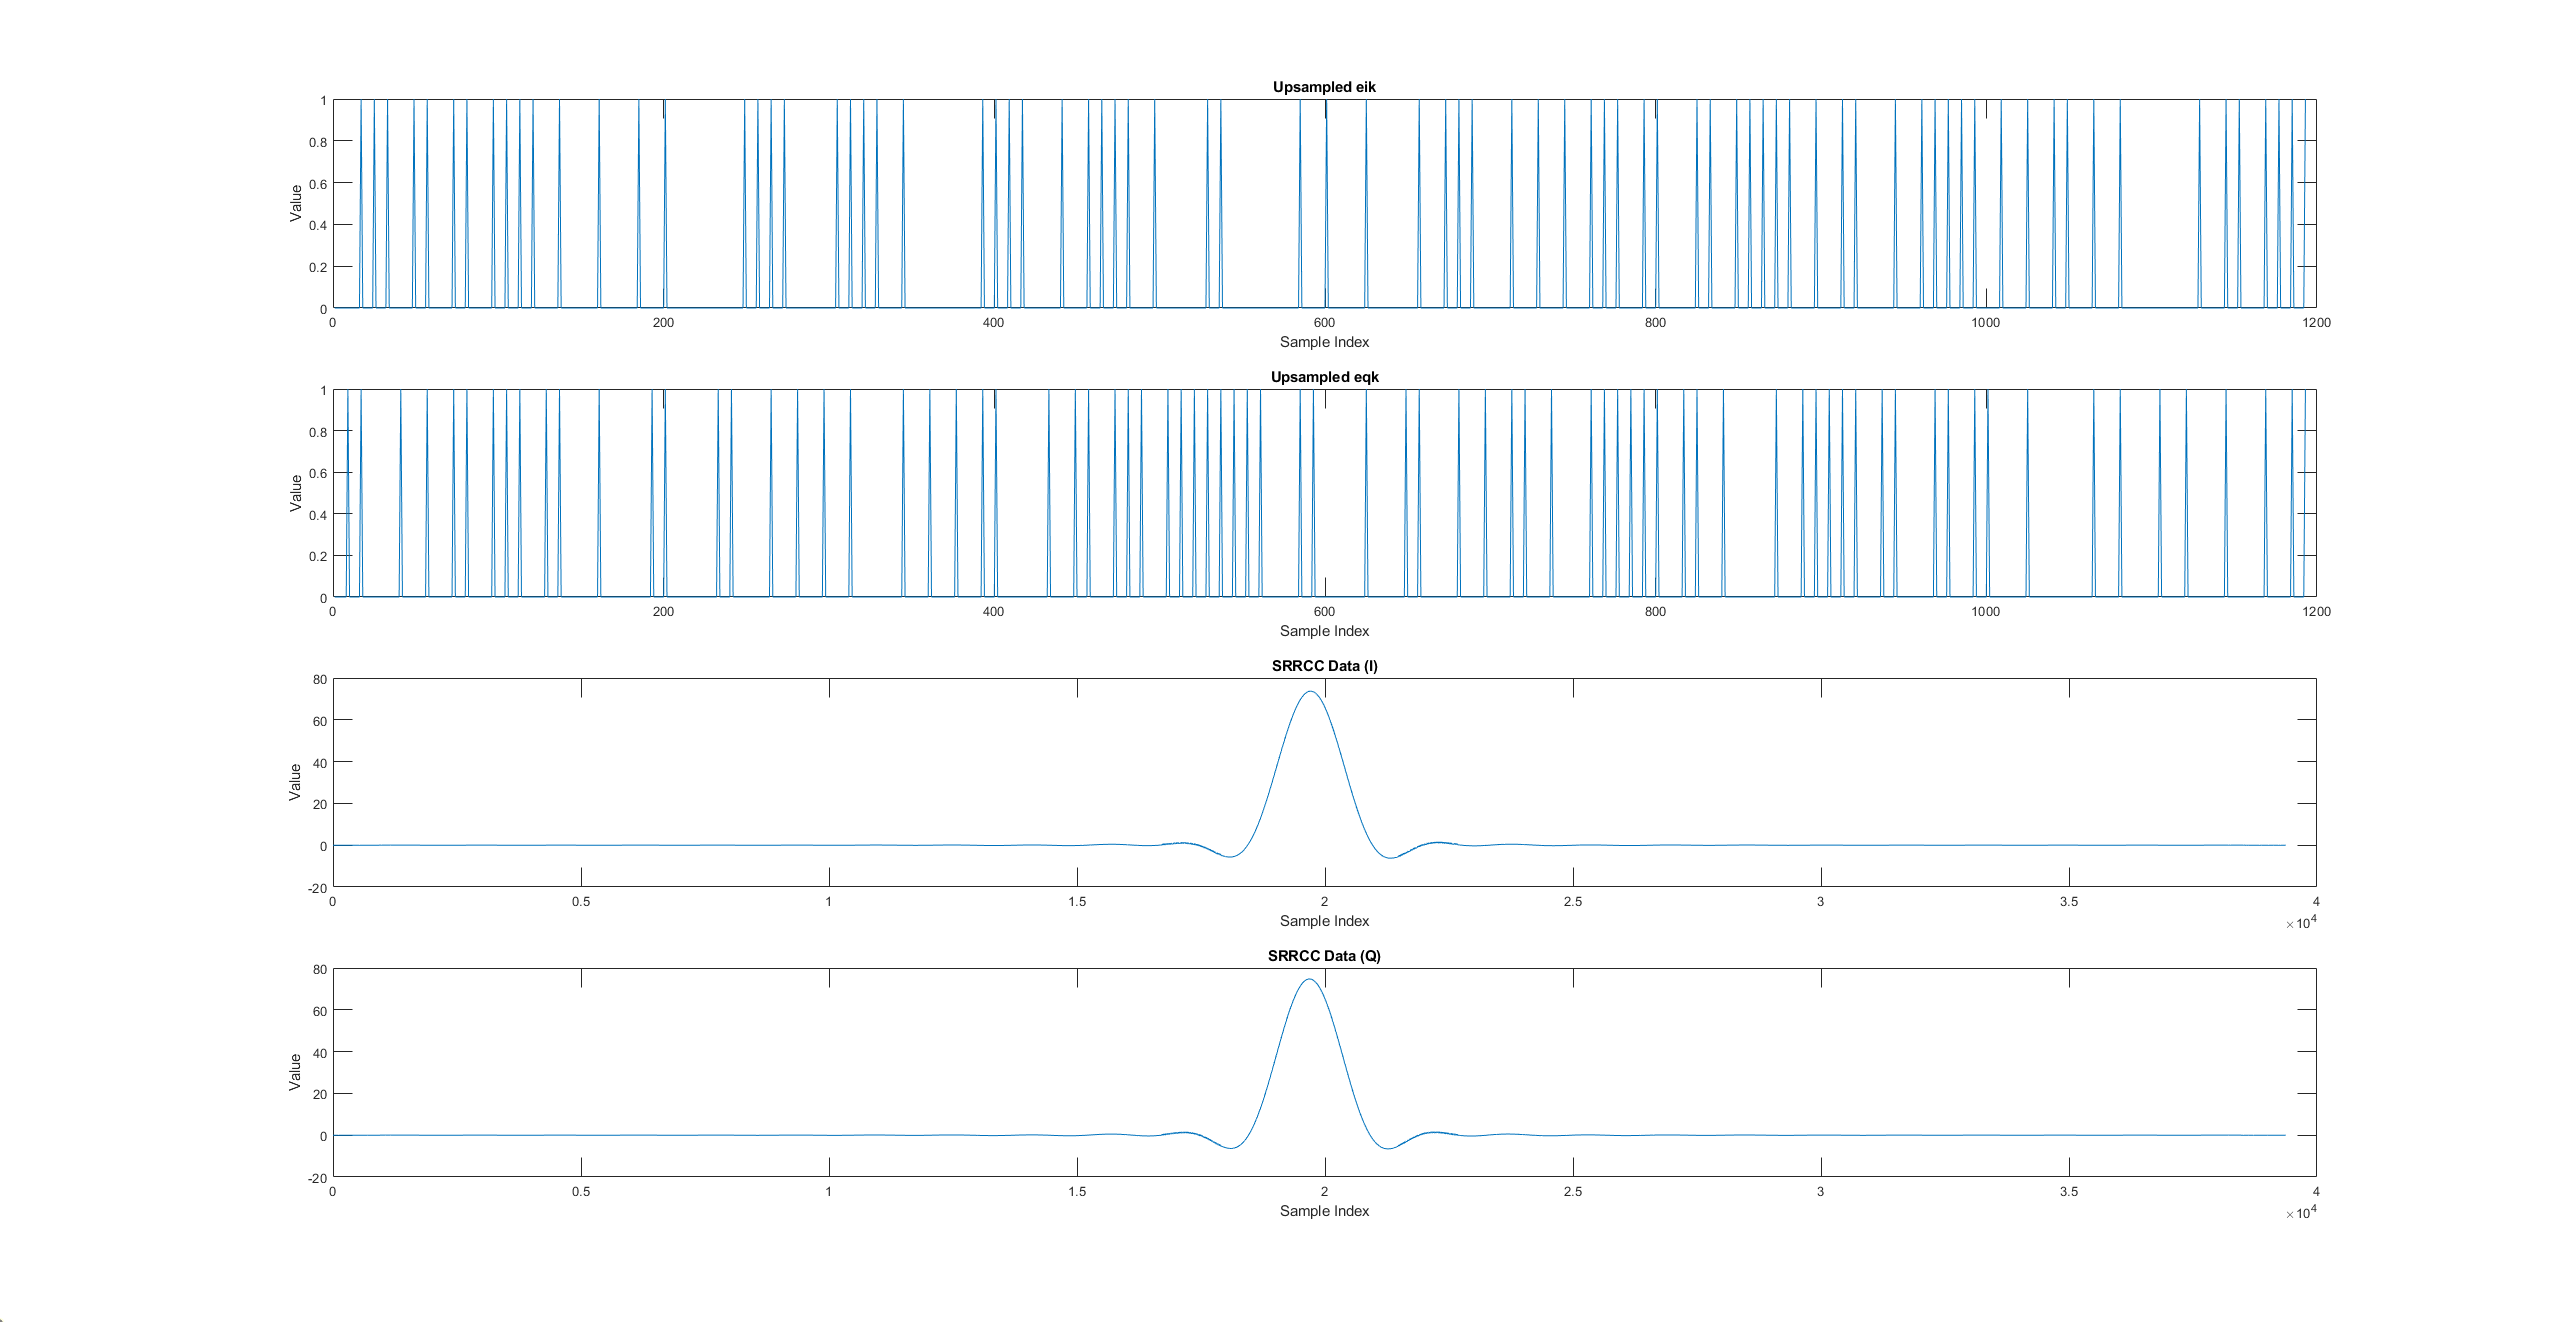 Upsampled eik
1
0.8
0.6
0.4
0.2
0
Value
0 200 400 600 800 1000 1200
Sample Index
Upsampled eqk
1
0.8
0.6
0.4
0.2
0
Value
0 200 400 600 800 1000 1200
Sample Index
SRRCC Data (I)
80
60
40
20
0
-20
Value
0 0.5 1 1.5 2 2.5 3 3.5 4
×10^4
Sample Index
SRRCC Data (Q)
80
60
40
20
0
-20
Value
0 0.5 1 1.5 2 2.5 3 3.5 4
×10^4
Sample Index